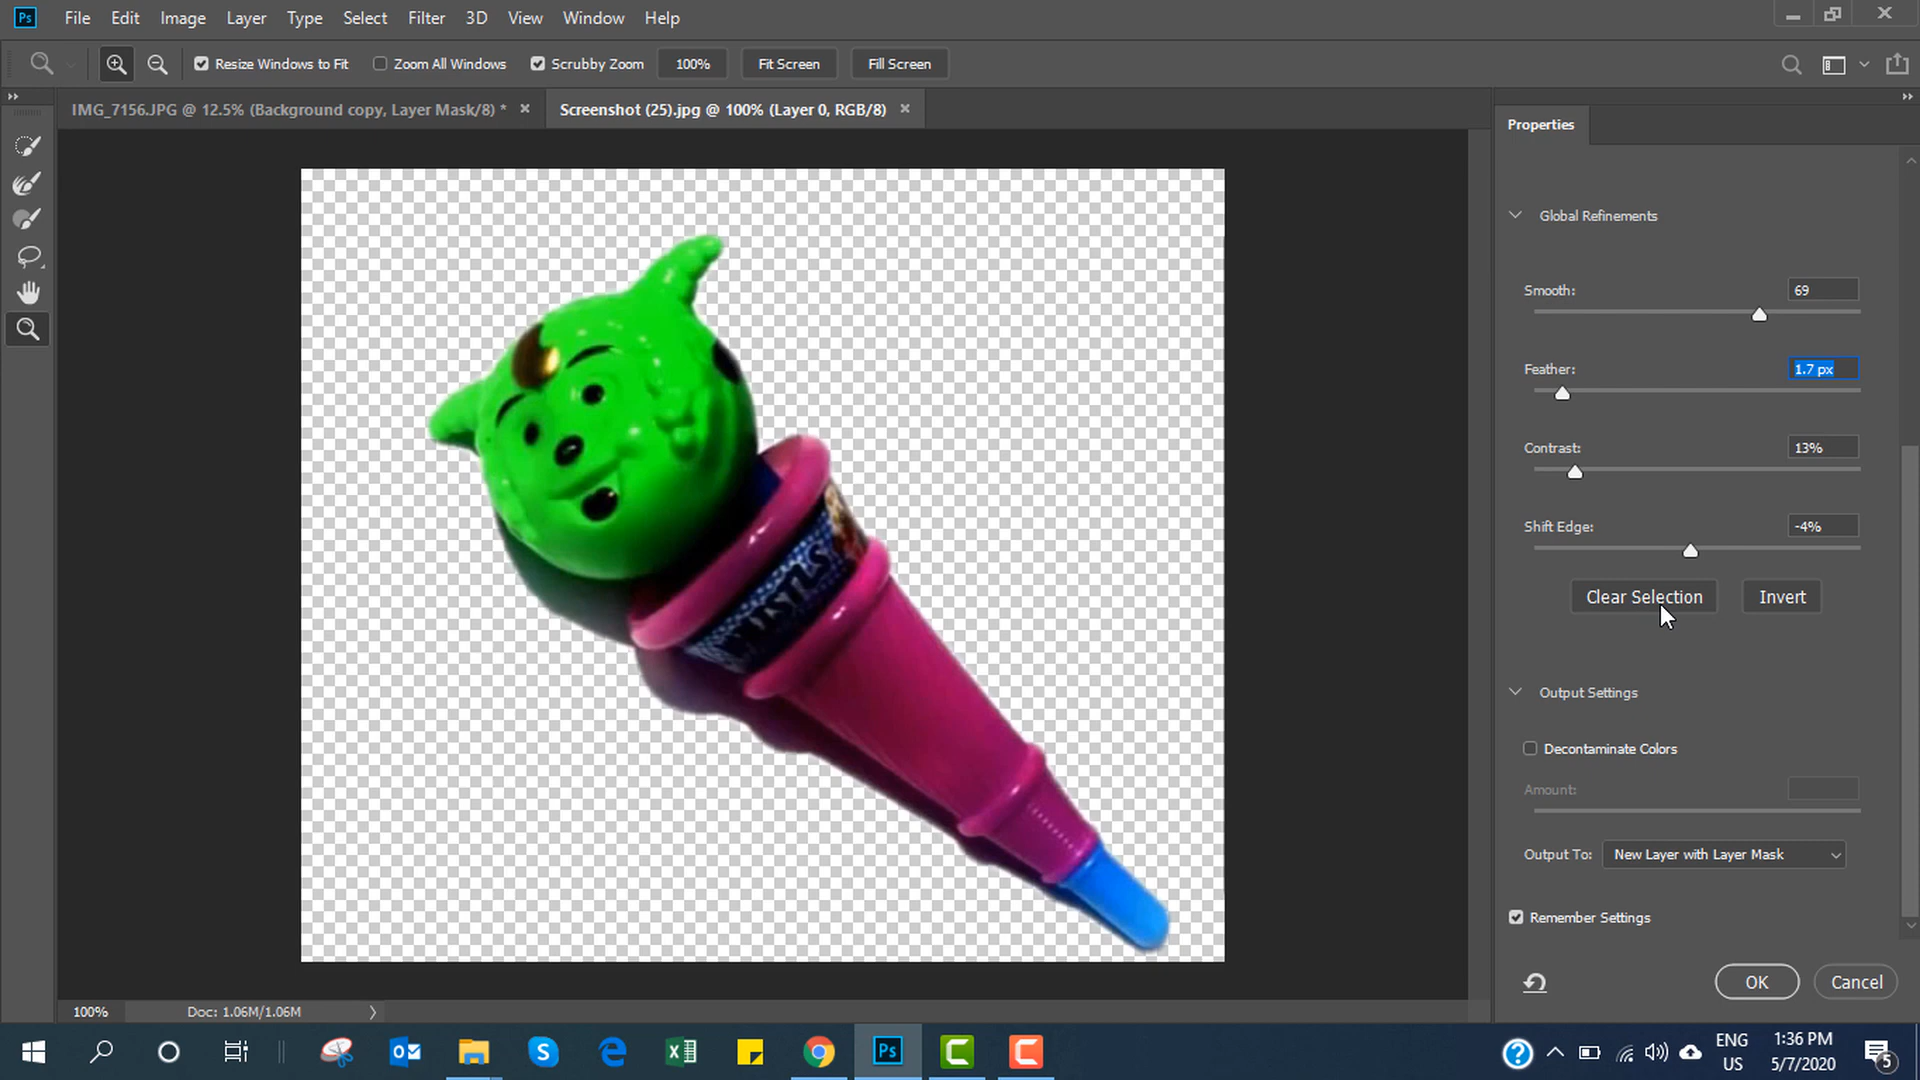 Ps File Edit Image Layer Type Select Filter 3D View Window Help
Resize Windows to Fit Zoom All Windows Scrubby Zoom 100% Fit Screen Fill Screen
IMG_7156.JPG @ 12.5% (Background copy, Layer Mask/8) * × Screenshot (25).jpg @ 100% (Layer 0, RGB/8) ×
Properties
Global Refinements
Smooth: 69
Feather: 1.7 px
Contrast: 13%
Shift Edge: -4%
Clear Selection Invert
Output Settings
Decontaminate Colors
Amount:
Output To: New Layer with Layer Mask
Remember Settings
OK Cancel
100% Doc: 1.06M/1.06M
Ps
ENG
US
1:36 PM
5/7/2020
5